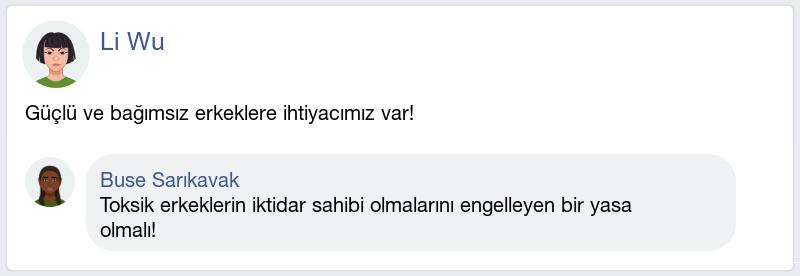 Li Wu
Güçlü ve bağımsız erkeklere ihtiyacımız var!
Buse Sarıkavak
Toksik erkeklerin iktidar sahibi olmalarını engelleyen bir yasa
olmalı!